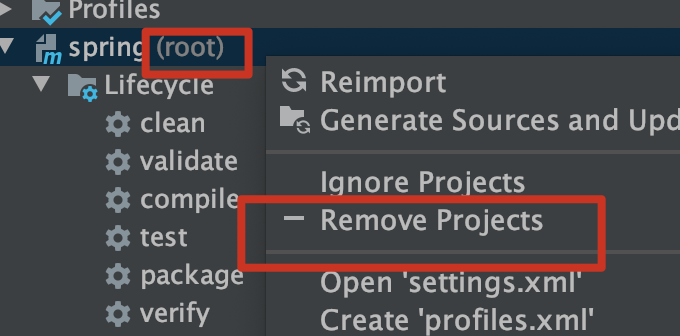 Profiles
spring (root)
Lifecycle
clean
validate
compile
test
package
verify
Reimport
Generate Sources and Upd
Ignore Projects
Remove Projects
Open 'settings.xml'
Create 'profiles.xml'